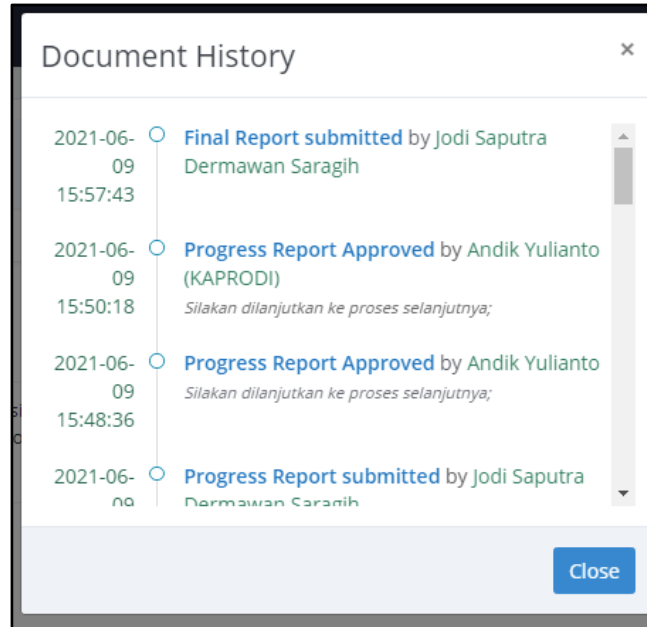 Document History
×
2021-06-
09
15:57:43
Final Report submitted by Jodi Saputra
Dermawan Saragih
2021-06-
09
15:50:18
Progress Report Approved by Andik Yulianto
(KAPRODI)
Silakan dilanjutkan ke proses selanjutnya;
2021-06-
09
15:48:36
Progress Report Approved by Andik Yulianto
Silakan dilanjutkan ke proses selanjutnya;
2021-06-
09
Progress Report submitted by Jodi Saputra
Dermawan Saragih
Close